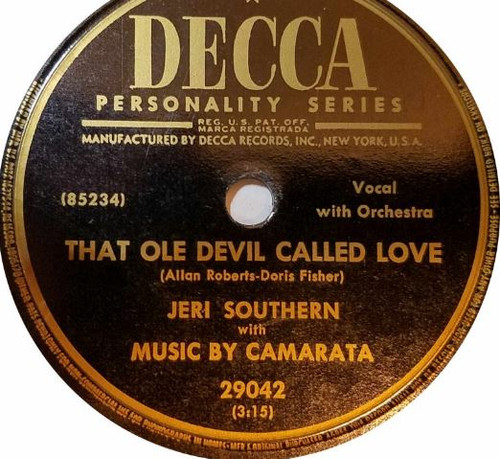 DECCA
PERSONALITY SERIES
REG. U.S. PAT. OFF.
MARCA REGISTRADA
MANUFACTURED BY DECCA RECORDS, INC., NEW YORK, U.S.A.
(85234)
Vocal
with Orchestra
THAT OLE DEVIL CALLED LOVE
(Allan Roberts-Doris Fisher)
JERI SOUTHERN
with
MUSIC BY CAMARATA
29042
(3:15)